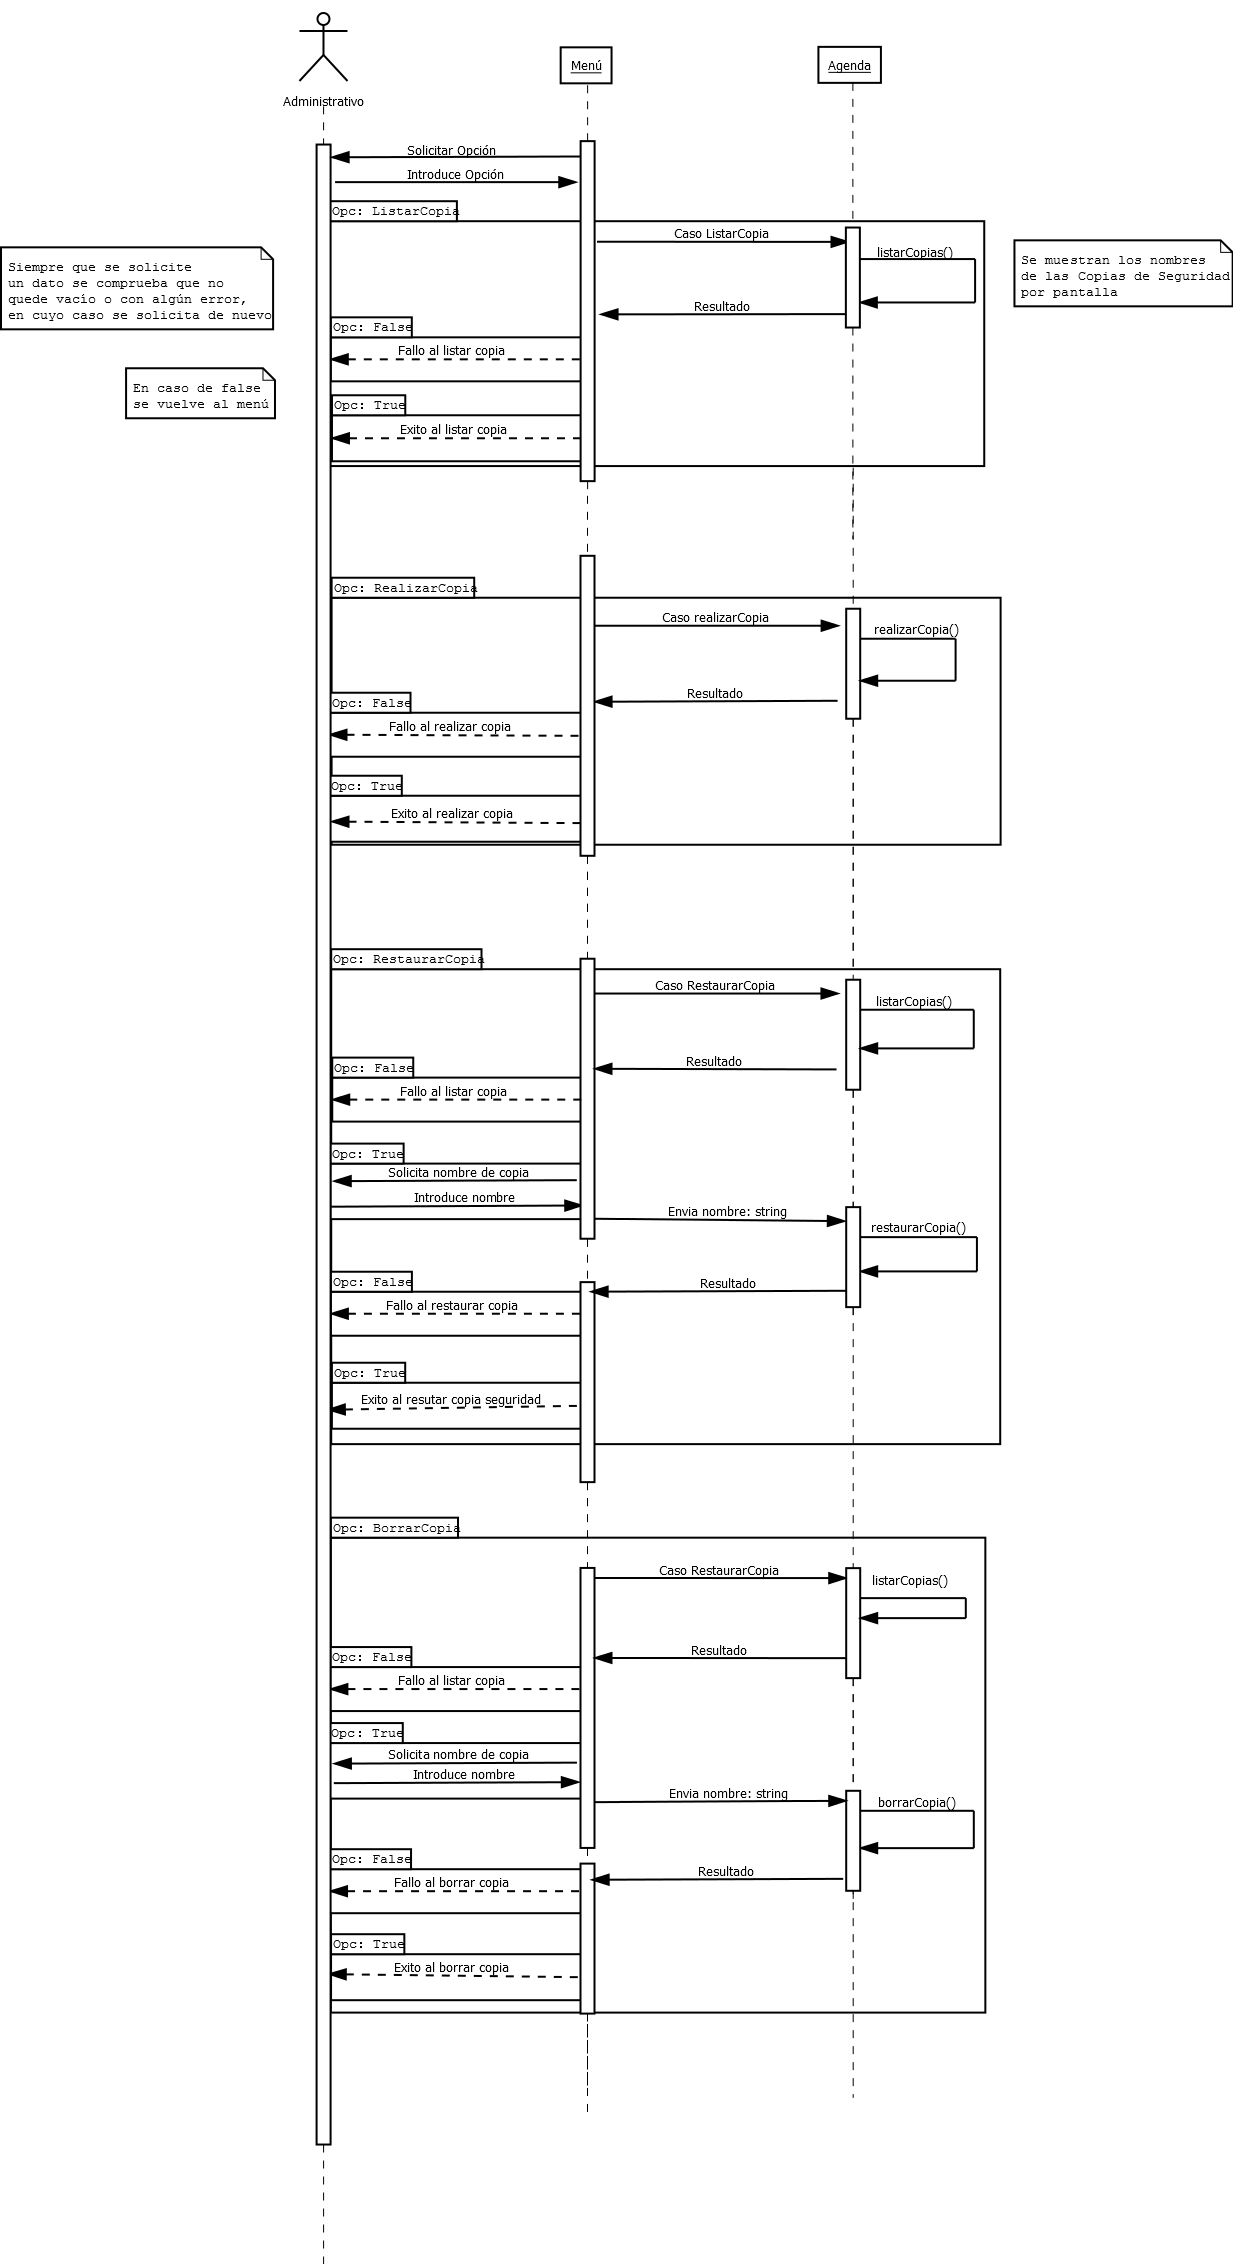 Administrativo
Menú
Agenda
Solicitar Opción
Introduce Opción
Opc: ListarCopia
Caso ListarCopia
listarCopias()
Siempre que se solicite
un dato se comprueba que no
quede vacío o con algún error,
en cuyo caso se solicita de nuevo
Se muestran los nombres
de las Copias de Seguridad
por pantalla
Resultado
Opc: False
Fallo al listar copia
En caso de false
se vuelve al menú
Opc: True
Exito al listar copia
Opc: RealizarCopia
Caso realizarCopia
realizarCopia()
Resultado
Opc: False
Fallo al realizar copia
Opc: True
Exito al realizar copia
Opc: RestaurarCopia
Caso RestaurarCopia
listarCopias()
Resultado
Opc: False
Fallo al listar copia
Opc: True
Solicita nombre de copia
Introduce nombre
Envia nombre: string
restaurarCopia()
Resultado
Opc: False
Fallo al restaurar copia
Opc: True
Exito al resutar copia seguridad
Opc: BorrarCopia
Caso RestaurarCopia
listarCopias()
Resultado
Opc: False
Fallo al listar copia
Opc: True
Solicita nombre de copia
Introduce nombre
Envia nombre: string
borrarCopia()
Resultado
Opc: False
Fallo al borrar copia
Opc: True
Exito al borrar copia